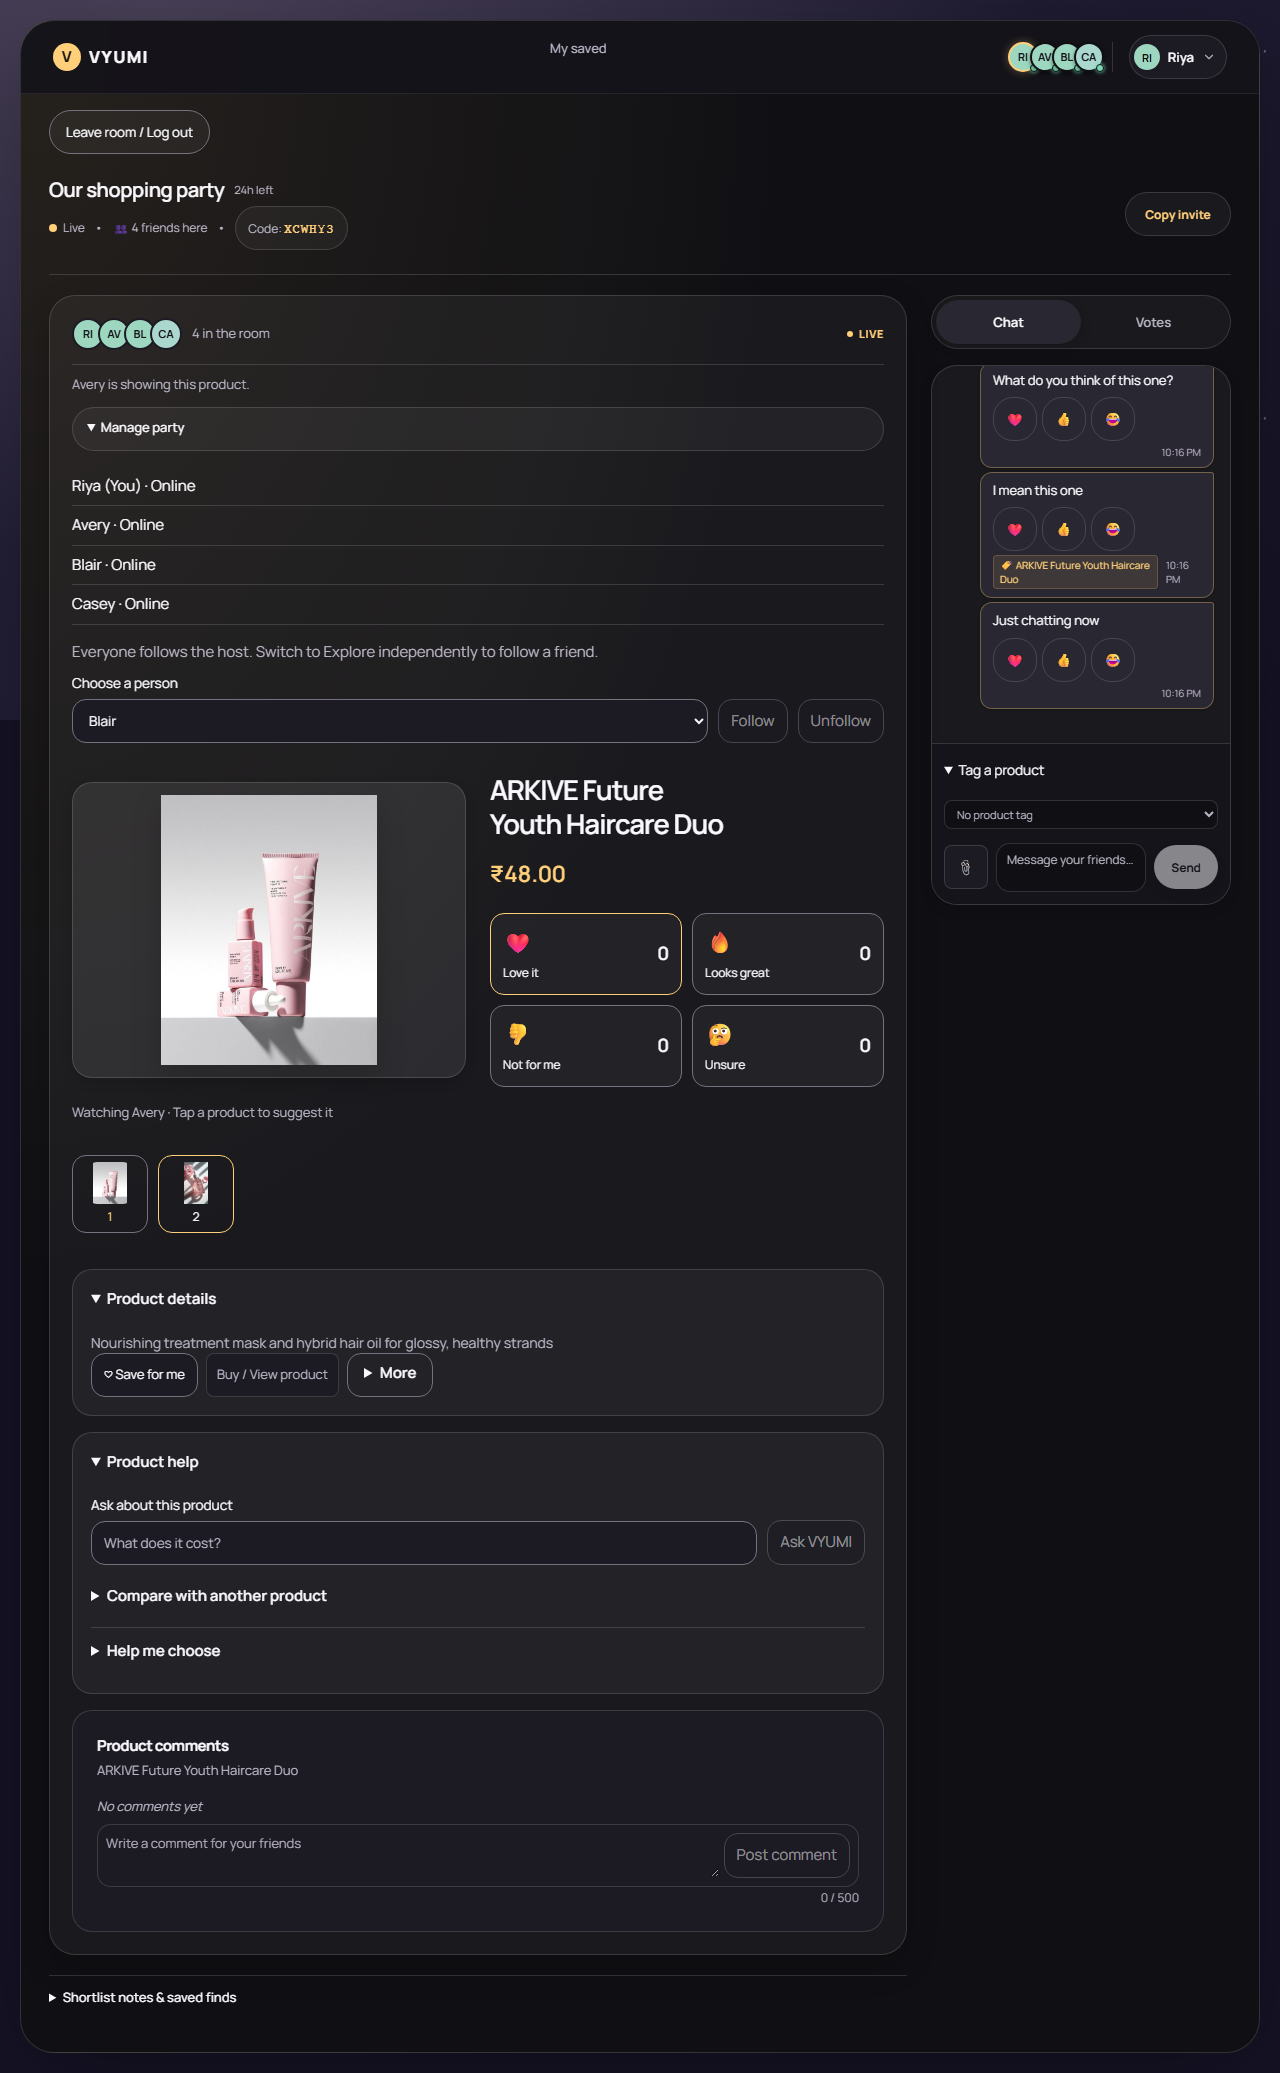 V VYUMI
My saved
RI AV BL CA
RI Riya
Leave room / Log out
Our shopping party 24h left
Live • 4 friends here • Code: XCWHY3
Copy invite
RI AV BL CA 4 in the room
LIVE
Avery is showing this product.
Manage party
Riya (You) · Online
Avery · Online
Blair · Online
Casey · Online
Everyone follows the host. Switch to Explore independently to follow a friend.
Choose a person
Blair
Follow
Unfollow
ARKIVE Future
Youth Haircare Duo
₹48.00
ARKIVE
Love it 0
Looks great 0
Not for me 0
Unsure 0
Watching Avery · Tap a product to suggest it
1
2
Product details
Nourishing treatment mask and hybrid hair oil for glossy, healthy strands
Save for me
Buy / View product
More
Product help
Ask about this product
What does it cost?
Ask VYUMI
Compare with another product
Help me choose
Product comments
ARKIVE Future Youth Haircare Duo
No comments yet
Write a comment for your friends
Post comment
0 / 500
Shortlist notes & saved finds
Chat
Votes
What do you think of this one?
10:16 PM
I mean this one
ARKIVE Future Youth Haircare
Duo
10:16
PM
Just chatting now
10:16 PM
Tag a product
No product tag
Message your friends...
Send